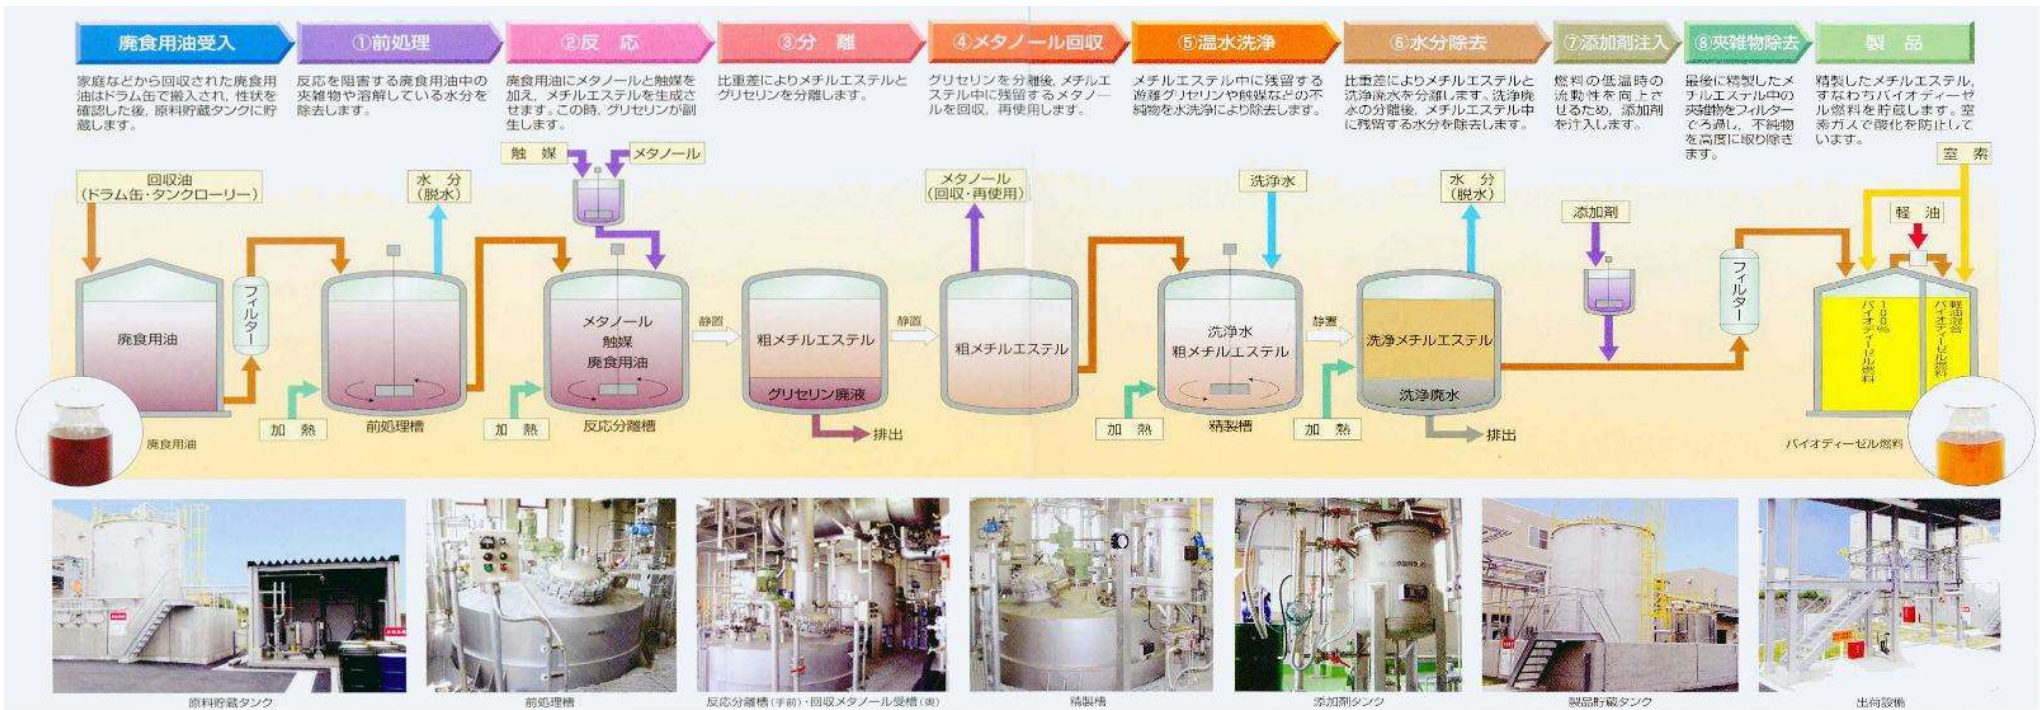 廃食用油受入
①前処理
②反 応
③分 離
④メタノール回収
⑤温水洗浄
⑥水分除去
⑦添加剤注入
⑧夾雑物除去
製 品
家庭などから回収された廃食用
油はドラム缶で搬入され、性状を
確認した後、原料貯蔵タンクに貯
蔵します。
反応を阻害する廃食用油中の
夾雑物や溶解している水分を
除去します。
廃食用油にメタノールと触媒を
加え、メチルエステルを生成さ
せます。この時、グリセリンが副
生します。
比重差によりメチルエステルと
グリセリンを分離します。
グリセリンを分離後、メチルエ
ステル中に残留するメタノー
ルを回収、再使用します。
メチルエステル中に残留する
遊離グリセリンや触媒などの不
純物を水洗浄により除去します。
比重差によりメチルエステルと
洗浄廃水を分離します。洗浄廃
水の分離後、メチルエステル中
に残留する水分を除去します。
燃料の低温時の
流動性を向上さ
せるため、添加剤
を注入します。
最後に精製したメ
チルエステル中の
夾雑物をフィルター
でろ過し、不純物
を高度に取り除き
ます。
精製したメチルエステル、
すなわちバイオディーゼ
ル燃料を貯蔵します。窒
素ガスで酸化を防止して
います。
触 媒
メタノール
窒 素
回収油
(ドラム缶・タンクローリー)
水 分
(脱水)
メタノール
(回収・再使用)
洗浄水
水 分
(脱水)
添加剤
軽 油
廃食用油
フィルター
メタノール
触媒
廃食用油
静置
粗メチルエステル
グリセリン廃液
静置
粗メチルエステル
洗浄水
粗メチルエステル
静置
洗浄メチルエステル
洗浄廃水
フィルター
100%
バイオディーゼル燃料
軽油混合
バイオディーゼル燃料
加 熱
前処理槽
加 熱
反応分離槽
排出
加 熱
精製槽
加 熱
排出
廃食用油
バイオディーゼル燃料
原料貯蔵タンク
前処理槽
反応分離槽(手前)・回収メタノール受槽(奥)
精製槽
添加剤タンク
製品貯蔵タンク
出荷設備